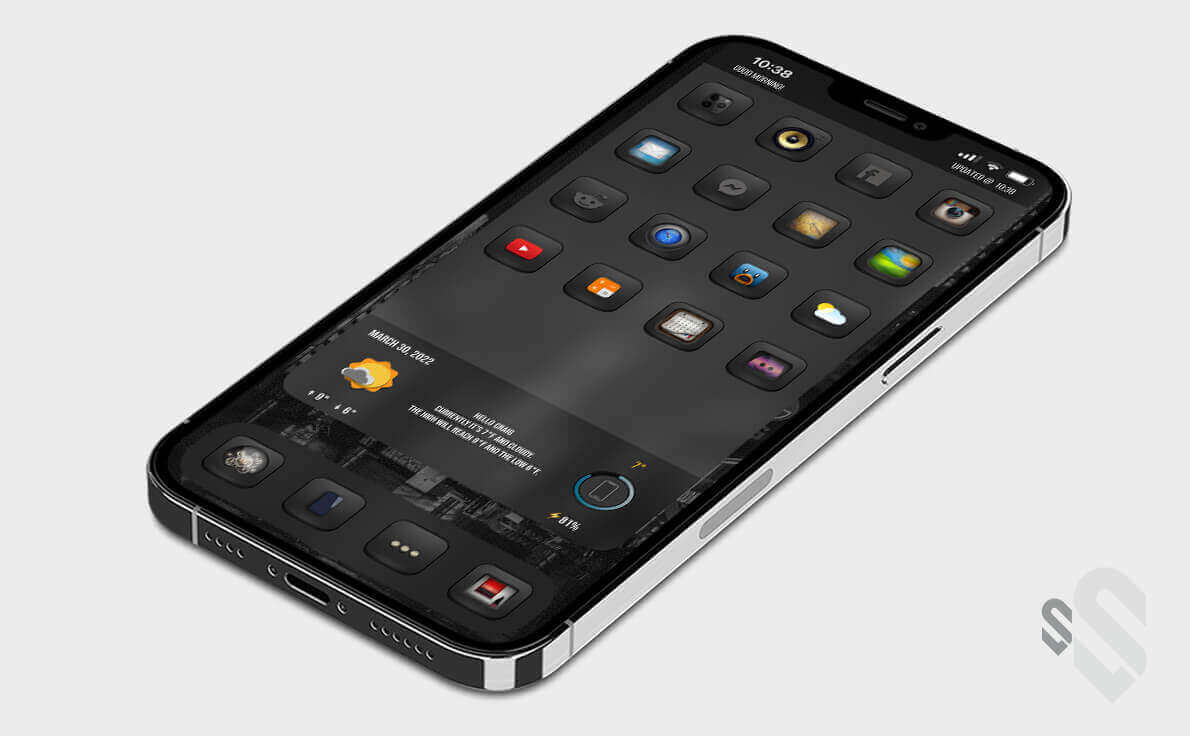 10:38
GOOD MORNING!
UPDATED @ 10:38
MARCH 30, 2022
9° 6°
HELLO CRAIG
CURRENTLY IT'S 7°F AND CLOUDY.
THE HIGH WILL REACH 9°F AND THE LOW 6°F.
7°
81%